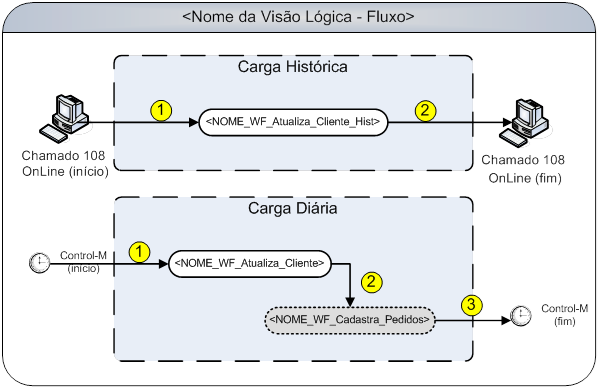 <Nome da Visão Lógica - Fluxo>
Carga Histórica
1
2
<NOME_WF_Atualiza_Cliente_Hist>
Chamado 108
OnLine (início)
Chamado 108
OnLine (fim)
Carga Diária
Control-M
(início)
1
<NOME_WF_Atualiza_Cliente>
2
<NOME_WF_Cadastra_Pedidos>
3
Control-M
(fim)